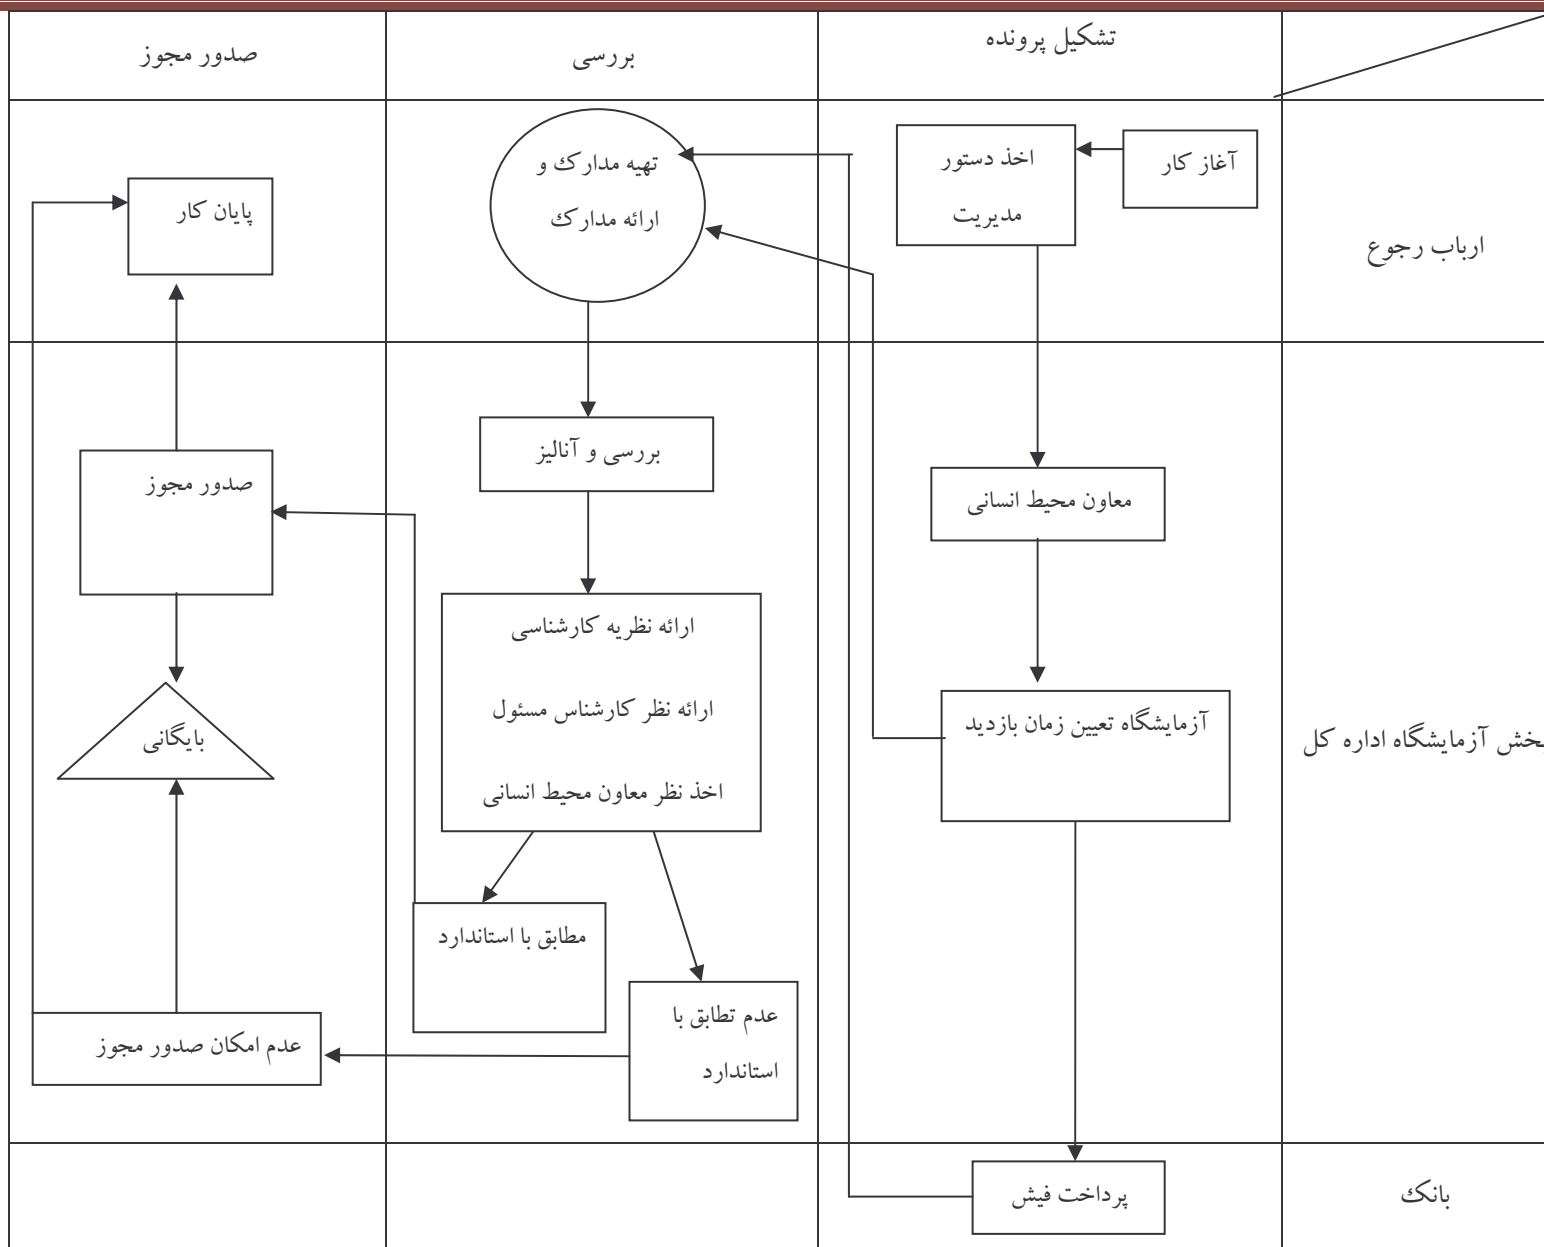 تشکیل پرونده
بررسی
صدور مجوز
ارباب رجوع
آغاز کار
اخذ دستور
مدیریت
تهیه مدارک و
ارائه مدارک
پایان کار
بخش آزمایشگاه اداره کل
معاون محیط انسانی
آزمایشگاه تعیین زمان بازدید
بررسی و آنالیز
ارائه نظریه کارشناسی
ارائه نظر کارشناس مسئول
اخذ نظر معاون محیط انسانی
مطابق با استاندارد
عدم تطابق با
استاندارد
صدور مجوز
بایگانی
عدم امکان صدور مجوز
بانک
پرداخت فیش